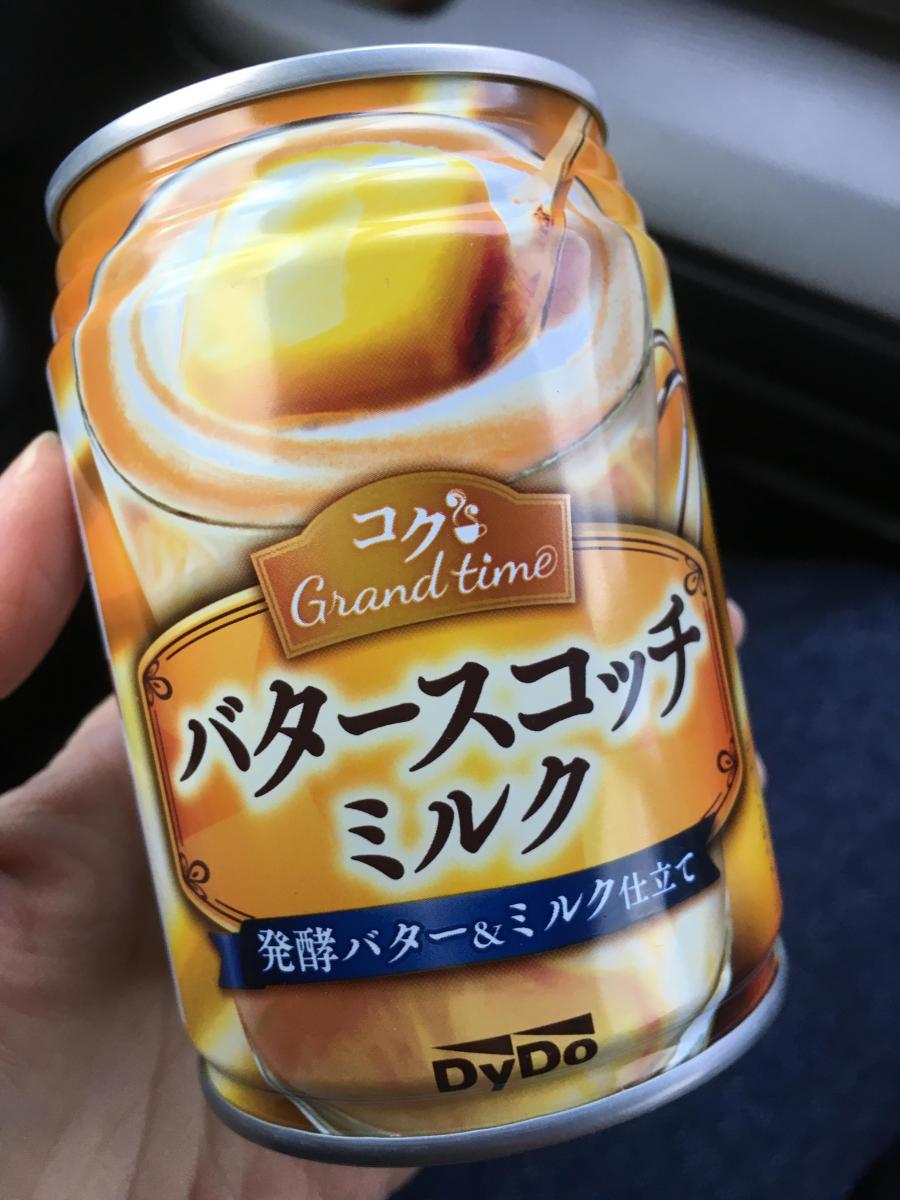 コク
Grand time
バタースコッチ
ミルク
発酵バター&ミルク仕立て
DyDo